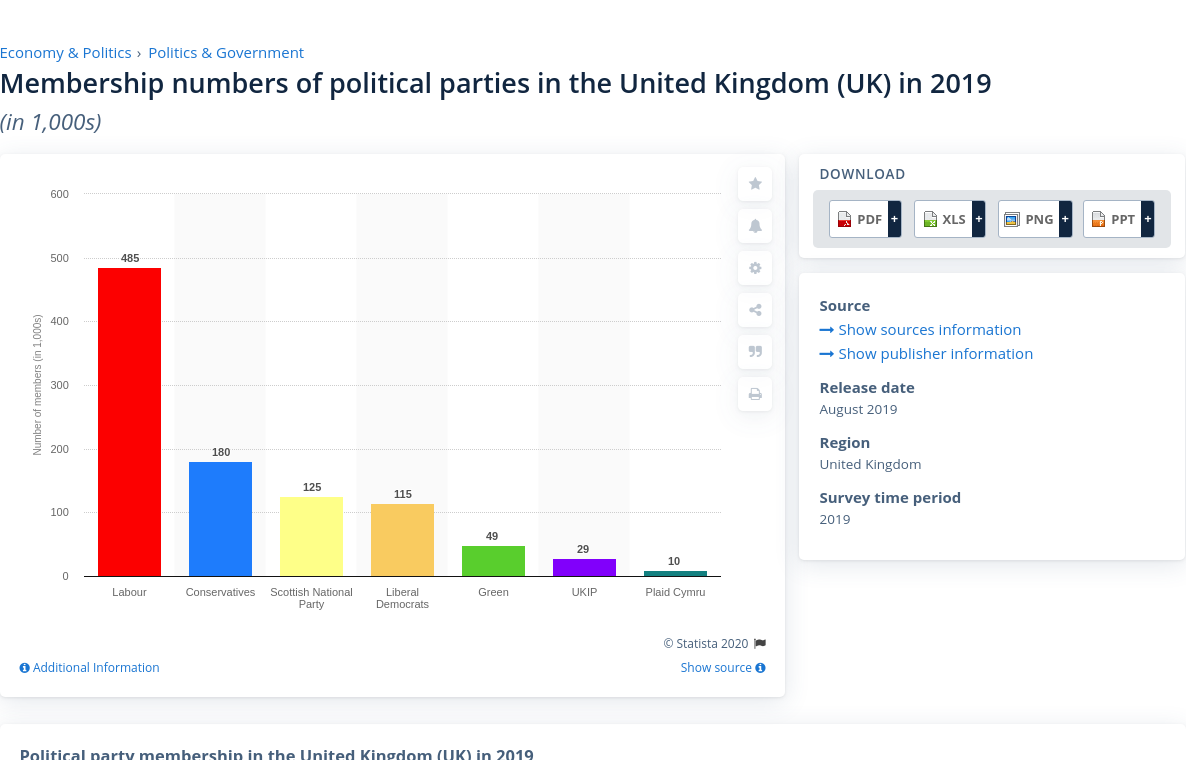 Economy & Politics › Politics & Government
Membership numbers of political parties in the United Kingdom (UK) in 2019
(in 1,000s)
Number of members (in 1,000s)
600
500
400
300
200
100
0
485
180
125
115
49
29
10
Labour
Conservatives
Scottish National
Party
Liberal
Democrats
Green
UKIP
Plaid Cymru
© Statista 2020
Additional Information
Show source
DOWNLOAD
PDF +
XLS +
PNG +
PPT +
Source
Show sources information
Show publisher information
Release date
August 2019
Region
United Kingdom
Survey time period
2019
Political party membership in the United Kingdom (UK) in 2019